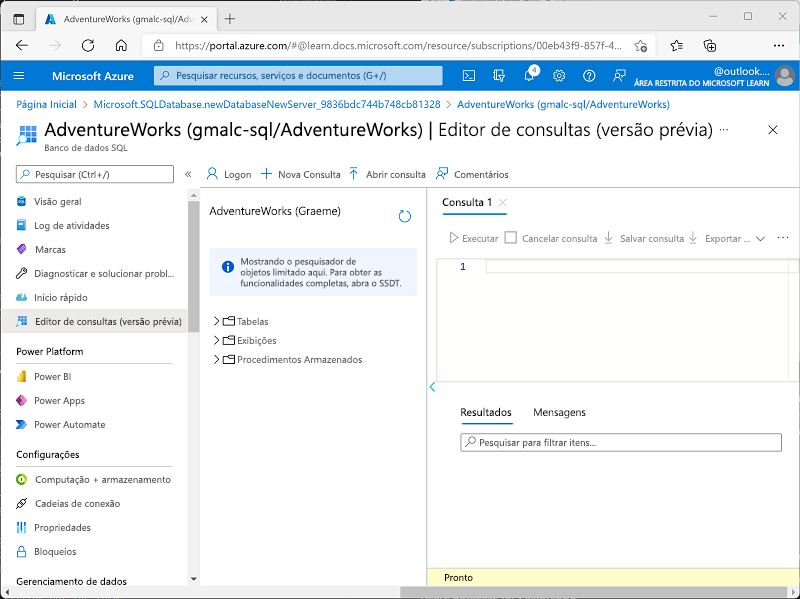 AdventureWorks (gmalc-sql/Adv
https://portal.azure.com/#@learn.docs.microsoft.com/resource/subscriptions/00eb43f9-857f-4...
Microsoft Azure
Pesquisar recursos, serviços e documentos (G+/)
4
@outlook....
ÁREA RESTRITA DO MICROSOFT LEARN
Página Inicial > Microsoft.SQLDatabase.newDatabaseNewServer_9836bdc744b748cb81328 > AdventureWorks (gmalc-sql/AdventureWorks)
AdventureWorks (gmalc-sql/AdventureWorks) | Editor de consultas (versão prévia) ...
Banco de dados SQL
Pesquisar (Ctrl+/)
Visão geral
Log de atividades
Marcas
Diagnosticar e solucionar probl...
Início rápido
Editor de consultas (versão prévia)
Power Platform
Power BI
Power Apps
Power Automate
Configurações
Computação + armazenamento
Cadeias de conexão
Propriedades
Bloqueios
Gerenciamento de dados
Logon
Nova Consulta
Abrir consulta
Comentários
AdventureWorks (Graeme)
Mostrando o pesquisador de
objetos limitado aqui. Para obter as
funcionalidades completas, abra o SSDT.
Tabelas
Exibições
Procedimentos Armazenados
Consulta 1
Executar
Cancelar consulta
Salvar consulta
Exportar ...
1
Resultados
Mensagens
Pesquisar para filtrar itens...
Pronto